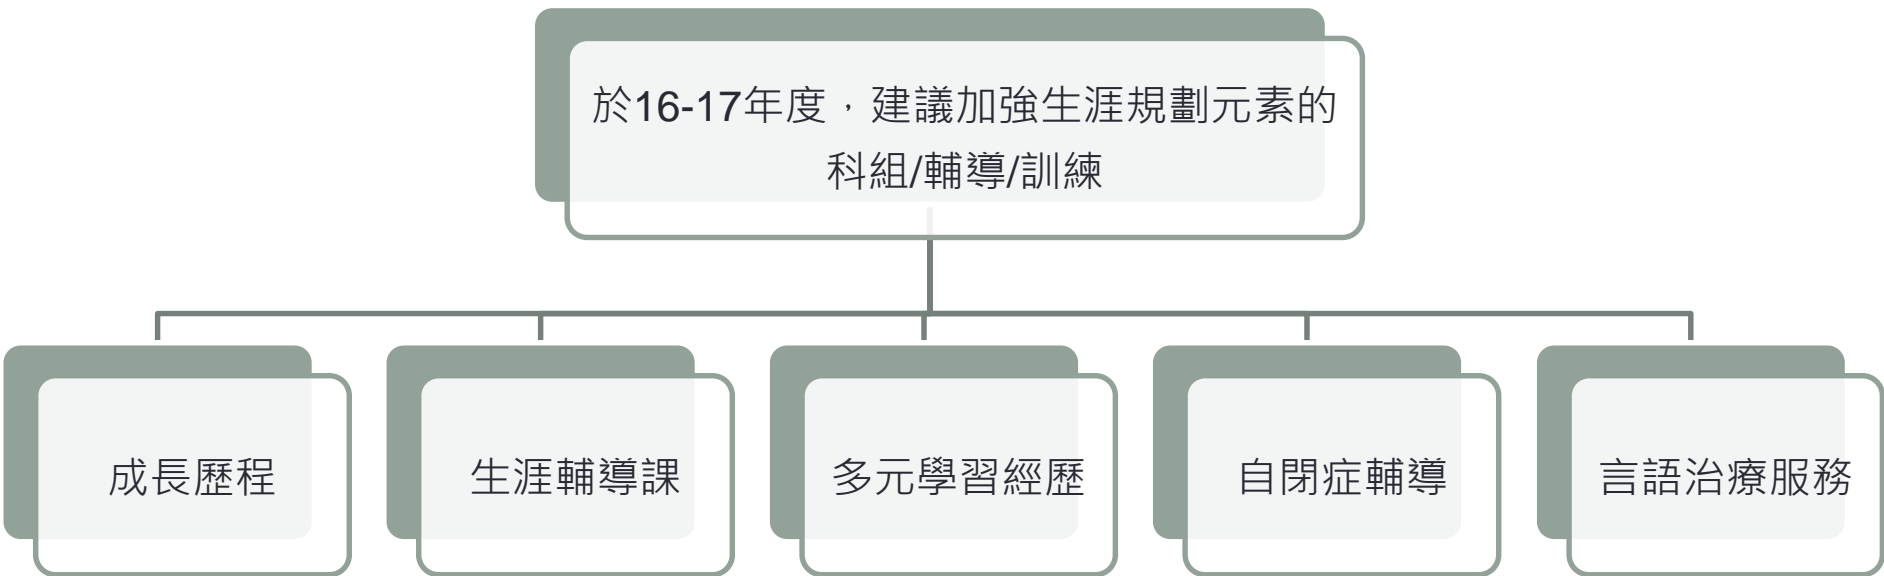 於16-17年度，建議加強生涯規劃元素的
科組/輔導/訓練
成長歷程
生涯輔導課
多元學習經歷
自閉症輔導
言語治療服務